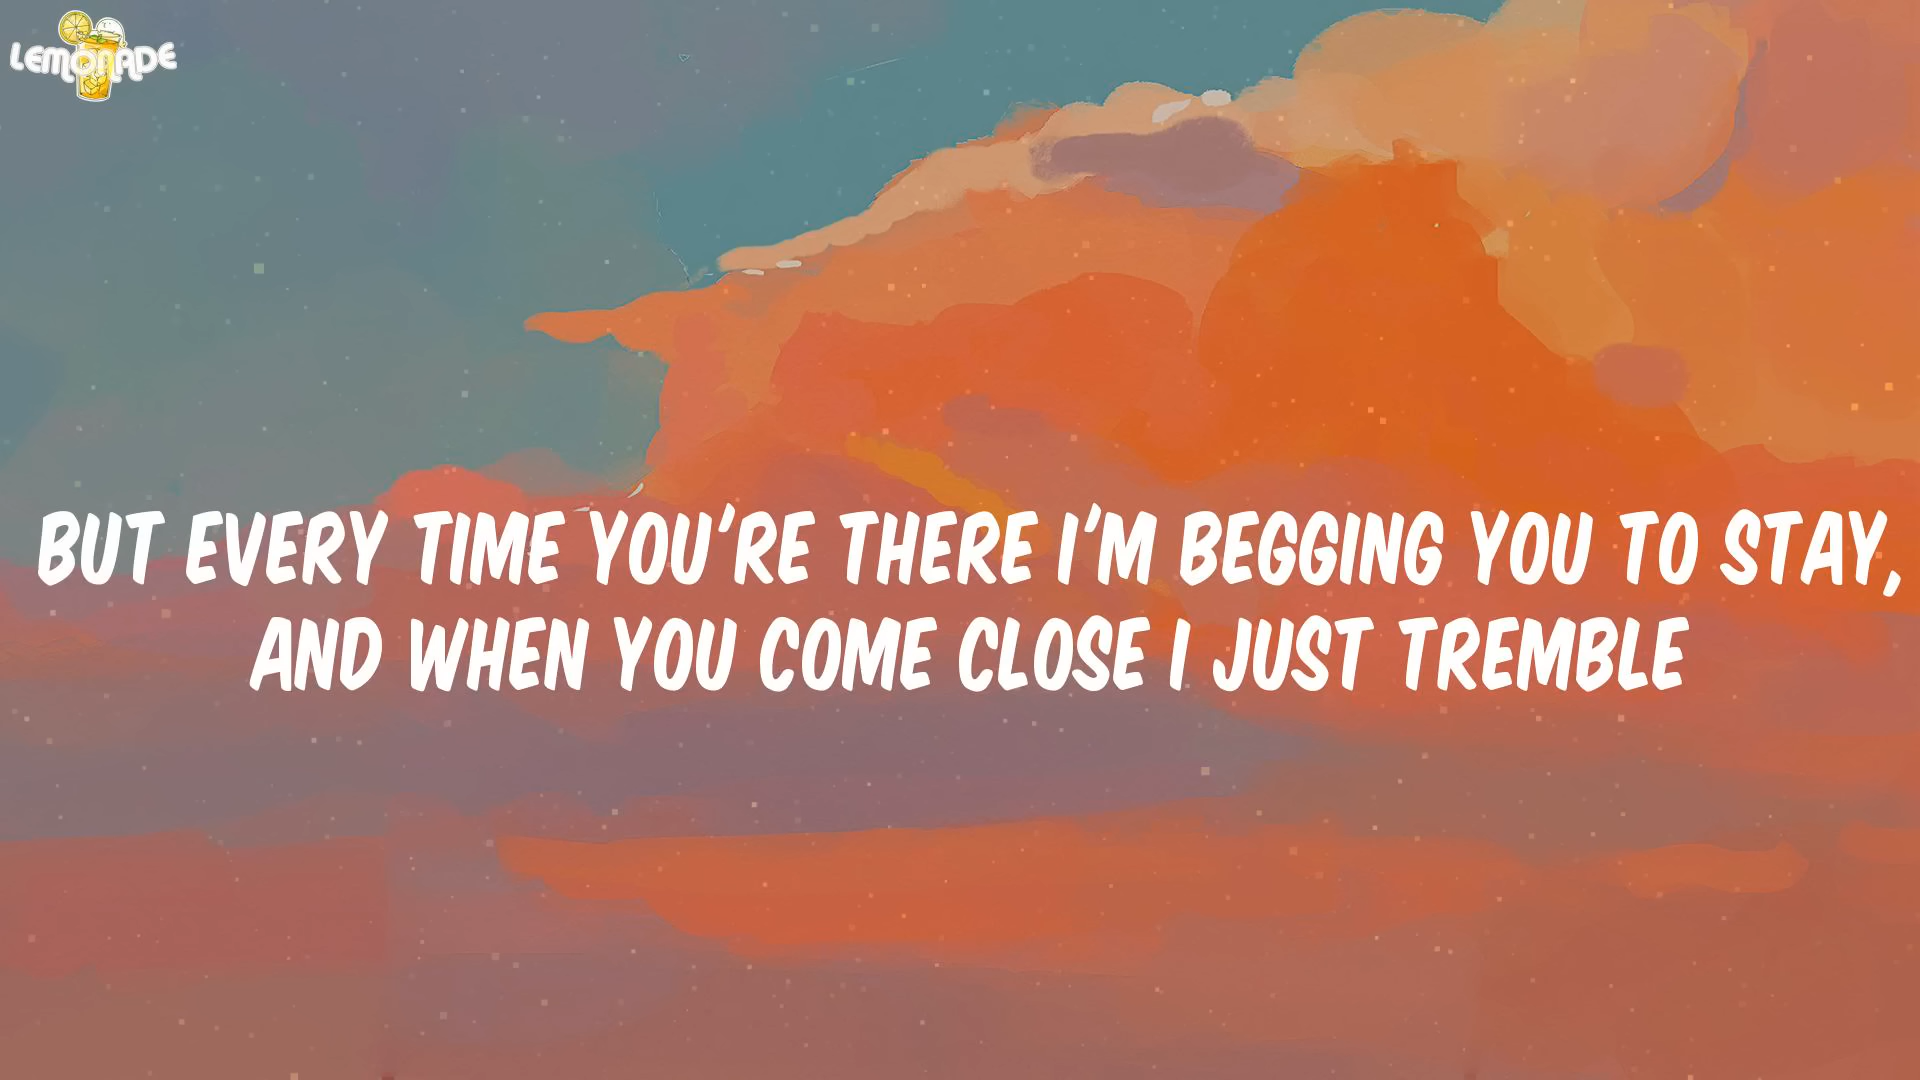 LEMONADE
BUT EVERY TIME YOU'RE THERE I'M BEGGING YOU TO STAY,
AND WHEN YOU COME CLOSE I JUST TREMBLE